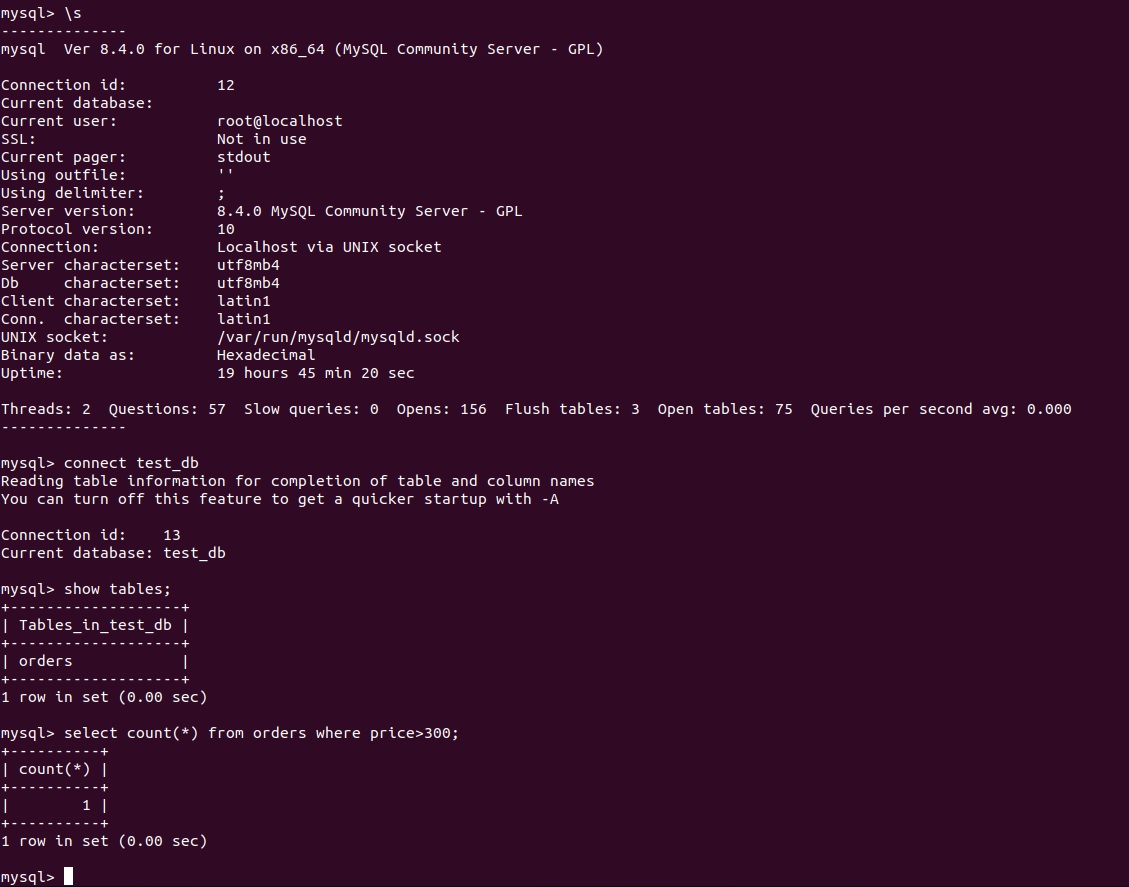 mysql> \s
--------------
mysql  Ver 8.4.0 for Linux on x86_64 (MySQL Community Server - GPL)

Connection id:          12
Current database:
Current user:           root@localhost
SSL:                    Not in use
Current pager:          stdout
Using outfile:          ''
Using delimiter:        ;
Server version:         8.4.0 MySQL Community Server - GPL
Protocol version:       10
Connection:             Localhost via UNIX socket
Server characterset:    utf8mb4
Db     characterset:    utf8mb4
Client characterset:    latin1
Conn.  characterset:    latin1
UNIX socket:            /var/run/mysqld/mysqld.sock
Binary data as:         Hexadecimal
Uptime:                 19 hours 45 min 20 sec

Threads: 2  Questions: 57  Slow queries: 0  Opens: 156  Flush tables: 3  Open tables: 75  Queries per second avg: 0.000
--------------

mysql> connect test_db
Reading table information for completion of table and column names
You can turn off this feature to get a quicker startup with -A

Connection id:    13
Current database: test_db

mysql> show tables;
+-------------------+
| Tables_in_test_db |
+-------------------+
| orders            |
+-------------------+
1 row in set (0.00 sec)

mysql> select count(*) from orders where price>300;
+----------+
| count(*) |
+----------+
|        1 |
+----------+
1 row in set (0.00 sec)

mysql>